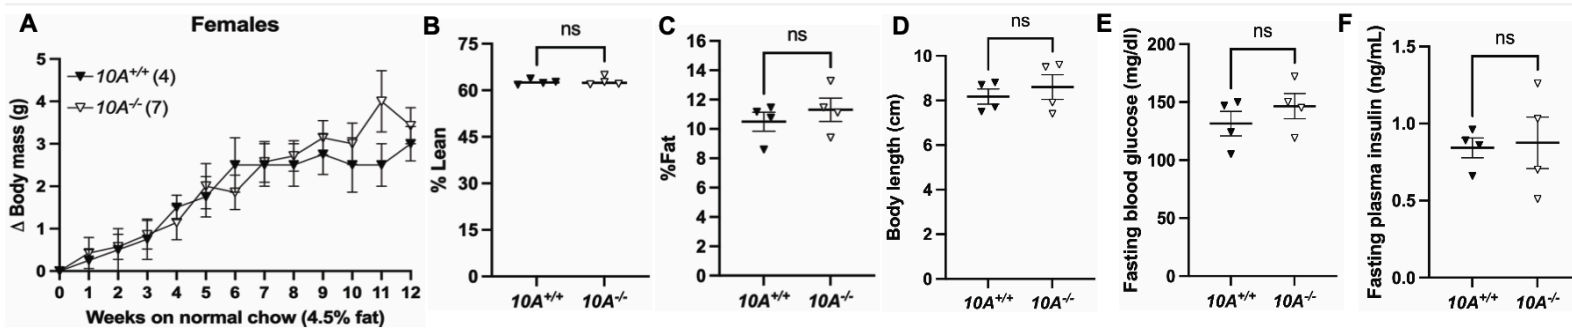 A
Females
Δ Body mass (g)
5
4
3
2
1
0
10A+/+ (4)
10A-/- (7)
0 1 2 3 4 5 6 7 8 9 10 11 12
Weeks on normal chow (4.5% fat)
B
ns
% Lean
75
60
45
30
15
0
10A+/+ 10A-/-
C
ns
%Fat
16
14
12
10
8
6
4
2
0
10A+/+ 10A-/-
D
ns
Body length (cm)
10
8
6
4
2
0
10A+/+ 10A-/-
E
ns
Fasting blood glucose (mg/dl)
200
150
100
50
0
10A+/+ 10A-/-
F
ns
Fasting plasma insulin (ng/mL)
1.5
1.0
0.5
0.0
10A+/+ 10A-/-